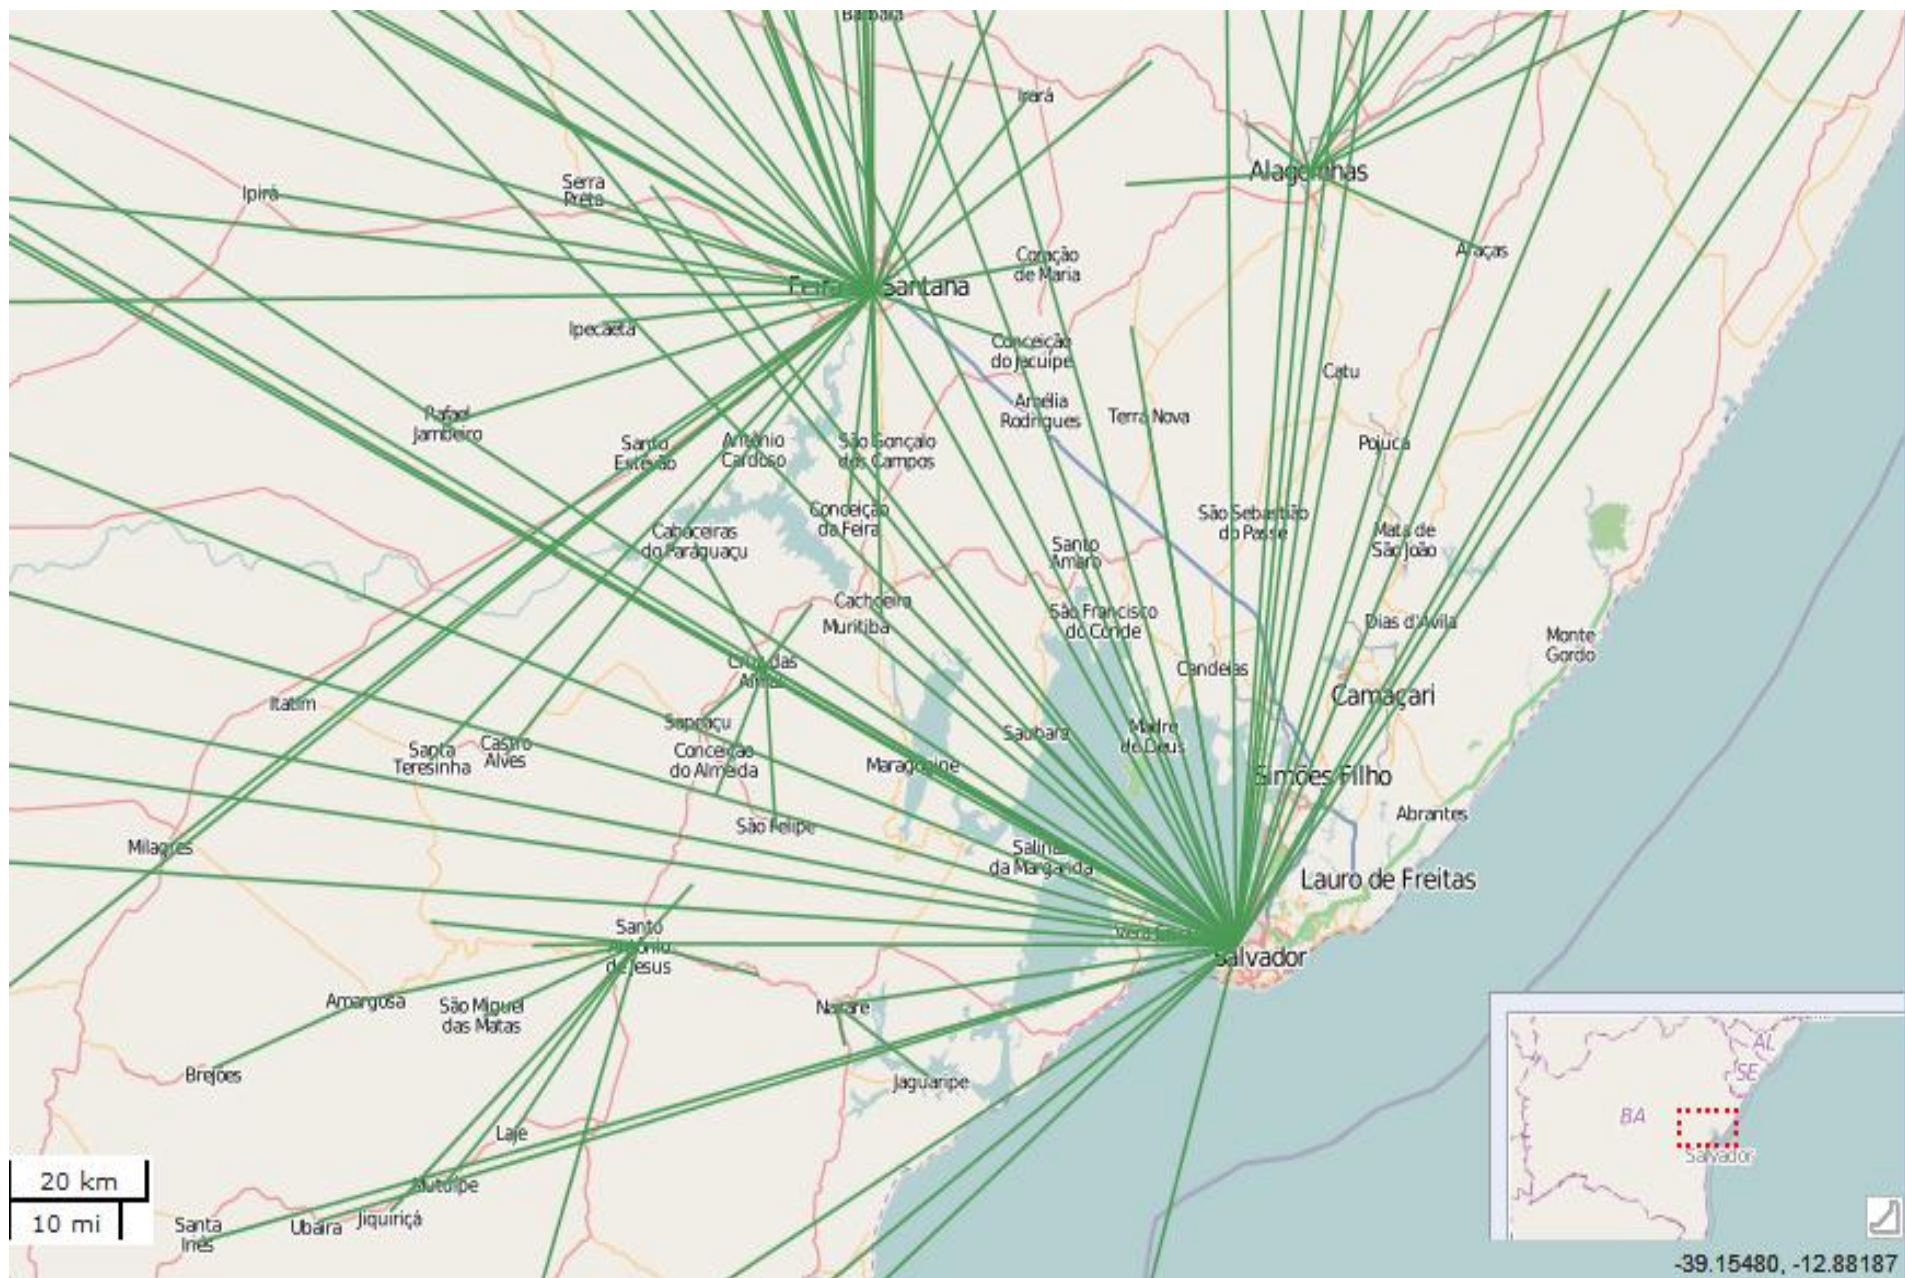 Bárbara
Irará
Alagoinhas
Ipirá
Serra
Preta
Araças
Coração
de Maria
Feira de Santana
Ipecaetá
Conceição
do Jacuípe
Catu
Amélia
Rodrigues
Terra Nova
Rafael
Jambeiro
Santo
Estêvão
Antônio
Cardoso
São Gonçalo
dos Campos
Pojuca
Conceição
da Feira
São Sebastião
do Passé
Mata de
São João
Cabaceiras
do Paraguaçu
Santo
Amaro
Cachoeira
Muritiba
São Francisco
do Conde
Dias d'Ávila
Monte
Gordo
Cruz das
Almas
Candeias
Camaçari
Itatim
Sapeaçu
Saubara
Madre
de Deus
Santa
Teresinha
Castro
Alves
Conceição
do Almeida
Maragogipe
Simões Filho
Abrantes
São Felipe
Milagres
Salinas
da Margarida
Lauro de Freitas
Santo
Antônio
de Jesus
Vera Cruz
Salvador
Amargosa
São Miguel
das Matas
Nazaré
Brejões
Jaguaripe
Laje
Mutuípe
Jiquiriçá
Ubaíra
Santa
Inês
20 km
10 mi
AL
SE
BA
Salvador
-39.15480, -12.88187